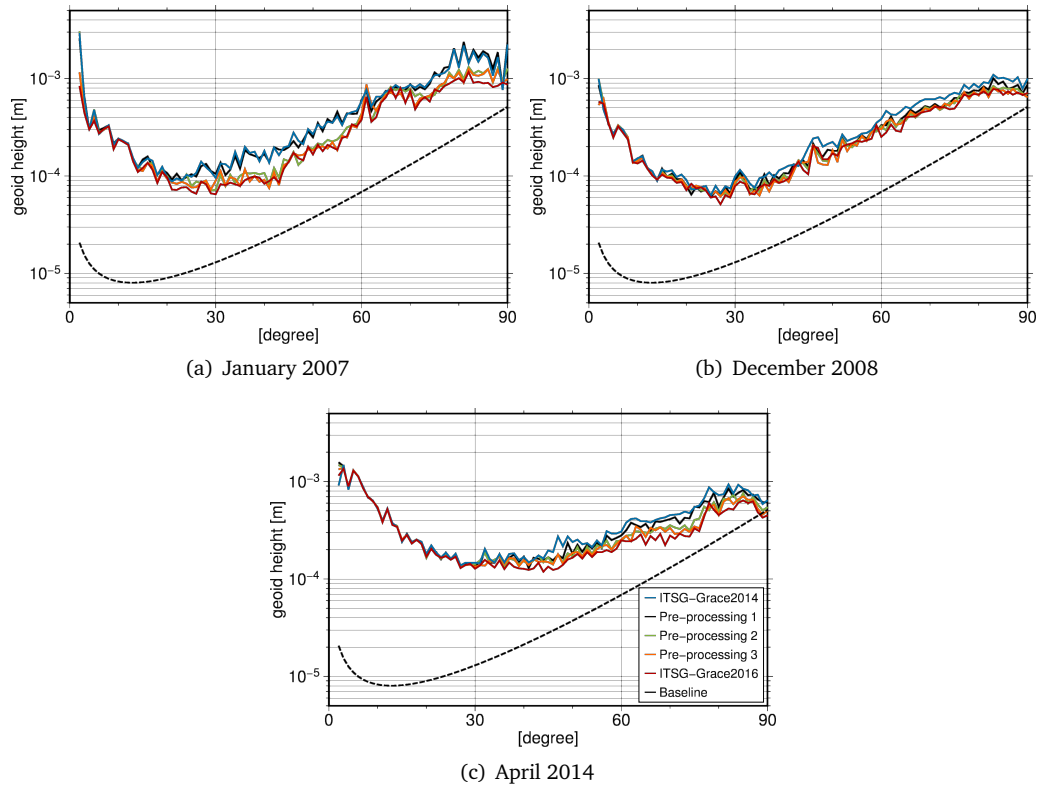 10⁻³
10⁻⁴
10⁻⁵
geoid height [m]
0 30 60 90
[degree]
(a) January 2007
10⁻³
10⁻⁴
10⁻⁵
geoid height [m]
0 30 60 90
[degree]
(b) December 2008
10⁻³
10⁻⁴
10⁻⁵
geoid height [m]
0 30 60 90
[degree]
ITSG−Grace2014
Pre−processing 1
Pre−processing 2
Pre−processing 3
ITSG−Grace2016
Baseline
(c) April 2014